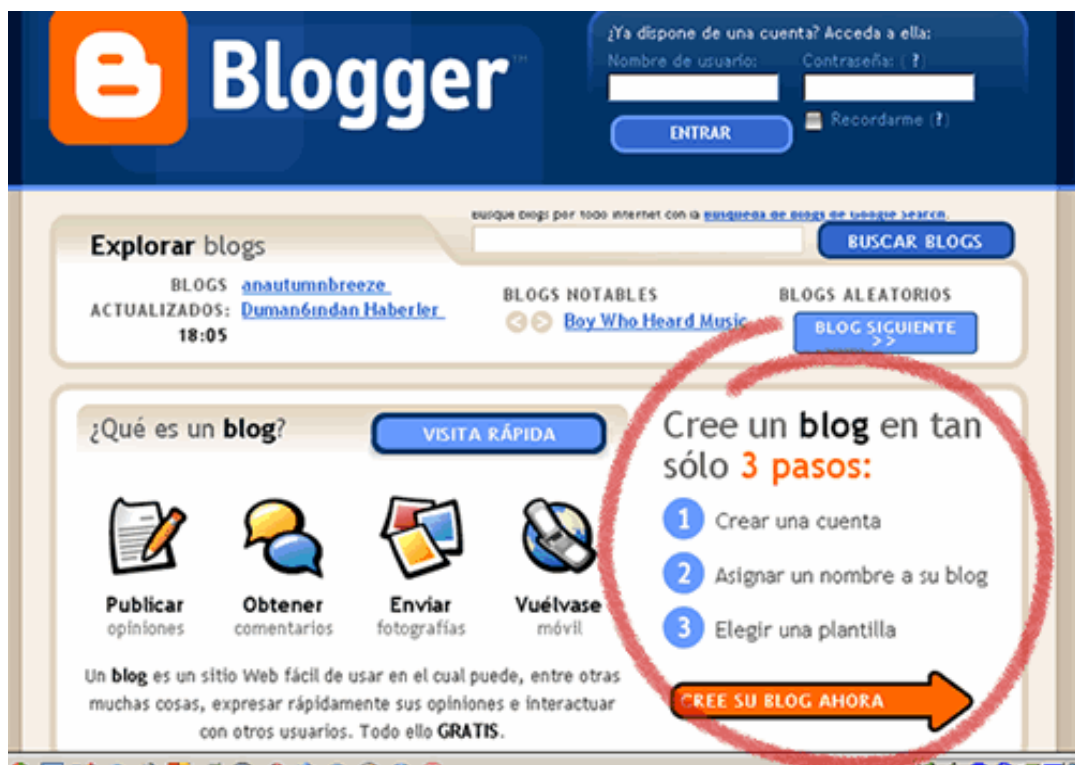 Blogger™
¿Ya dispone de una cuenta? Acceda a ella:
Nombre de usuario: Contraseña: (?)
ENTRAR
Recordarme (?)
Busque blogs por todo Internet con la Búsqueda de blogs de Google Search.
Explorar blogs
BUSCAR BLOGS
BLOGS ACTUALIZADOS:
18:05
anautumnbreeze
Duman6ndan Haberler
BLOGS NOTABLES
Boy Who Heard Music
BLOGS ALEATORIOS
BLOG SIGUIENTE
>>
¿Qué es un blog?
VISITA RÁPIDA
Publicar
opiniones
Obtener
comentarios
Enviar
fotografías
Vuélvase
móvil
Un blog es un sitio Web fácil de usar en el cual puede, entre otras
muchas cosas, expresar rápidamente sus opiniones e interactuar
con otros usuarios. Todo ello GRATIS.
Cree un blog en tan
sólo 3 pasos:
1 Crear una cuenta
2 Asignar un nombre a su blog
3 Elegir una plantilla
CREE SU BLOG AHORA